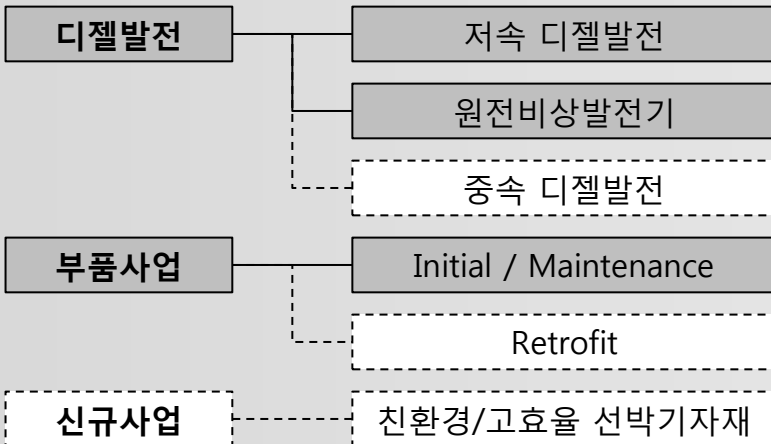 디젤발전
저속 디젤발전
원전비상발전기
중속 디젤발전
부품사업
Initial / Maintenance
Retrofit
신규사업
친환경/고효율 선박기자재